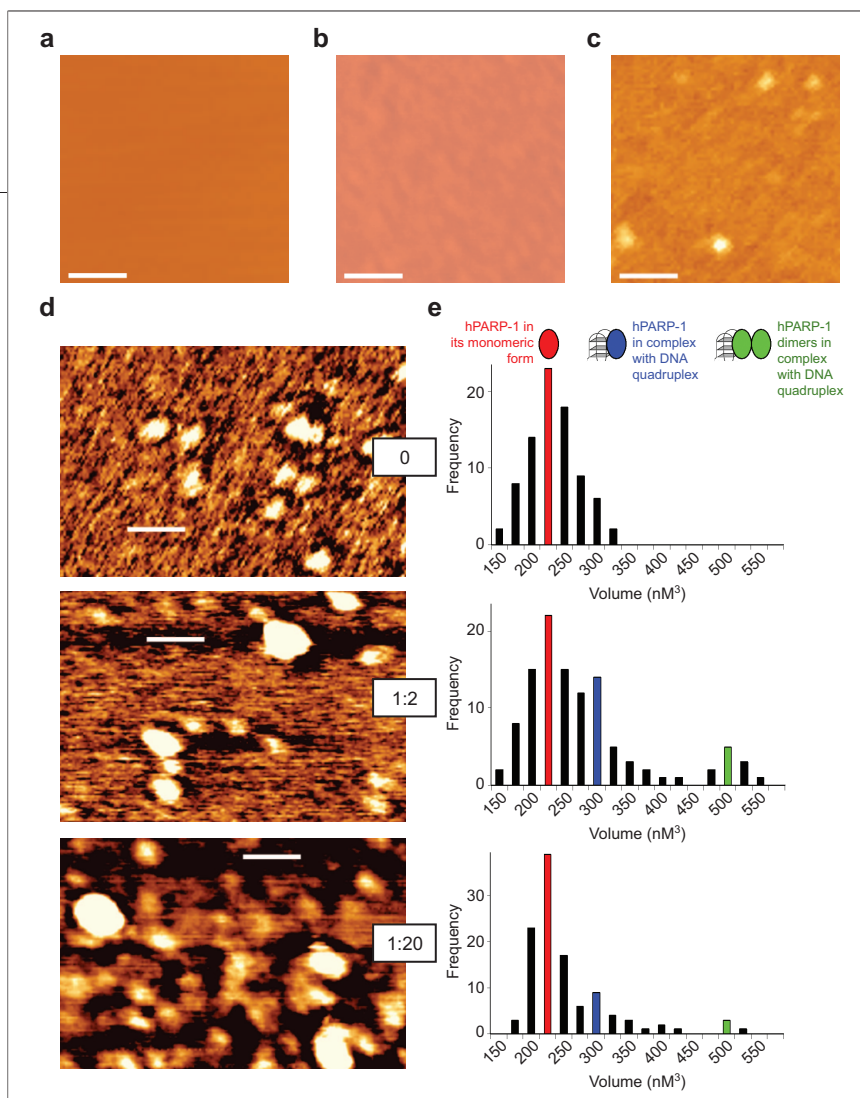 a
b
c
d
e
hPARP-1 in
its monomeric
form
hPARP-1
in complex
with DNA
quadruplex
hPARP-1
dimers in
complex
with DNA
quadruplex
0
Frequency
20
10
0
150
200
250
300
350
400
450
500
550
Volume (nM³)
1:2
Frequency
20
10
0
150
200
250
300
350
400
450
500
550
Volume (nM³)
1:20
Frequency
30
20
10
0
150
200
250
300
350
400
450
500
550
Volume (nM³)